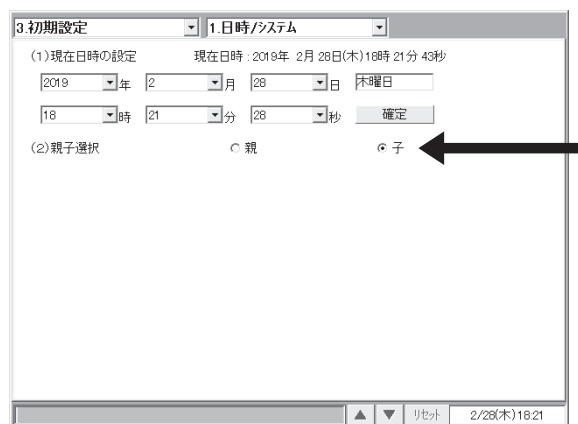 3.初期設定 1.日時/システム
(1)現在日時の設定 現在日時:2019年 2月 28日(木)18時 21分 43秒
2019 年 2 月 28 日 木曜日
18 時 21 分 28 秒 確定
(2)親子選択 親 子
リセット 2/28(木)18:21